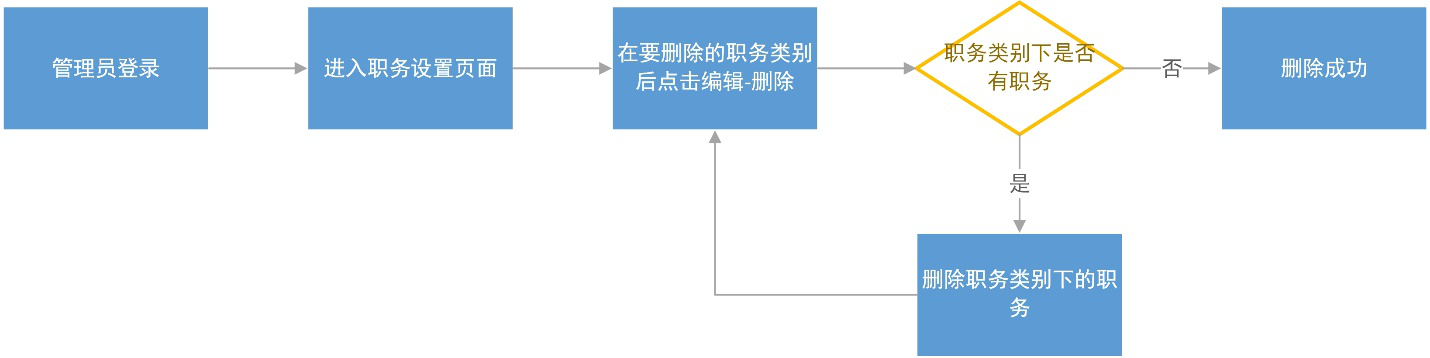 管理员登录
进入职务设置页面
在要删除的职务类别
后点击编辑-删除
职务类别下是否
有职务
否
删除成功
是
删除职务类别下的职
务